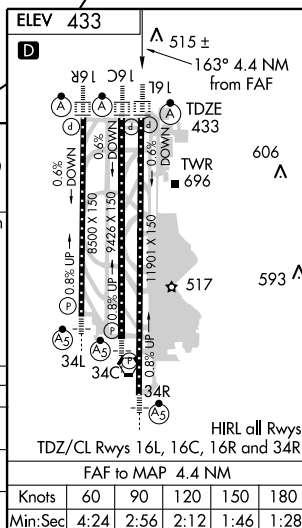 ELEV 433
D
515 ±
163° 4.4 NM
from FAF
16R
16C
16L
A
A
A
TDZE
433
P
P
P
0.6%
DOWN
0.6%
DOWN
0.6%
DOWN
TWR
696
606
8500 X 150
9426 X 150
11901 X 150
517
593
0.8% UP
0.8% UP
0.8% UP
P
P
P
A5
A5
34L
34C
34R
A5
HIRL all Rwys
TDZ/CL Rwys 16L, 16C, 16R and 34R
FAF to MAP 4.4 NM
Knots 60 90 120 150 180
Min:Sec 4:24 2:56 2:12 1:46 1:28